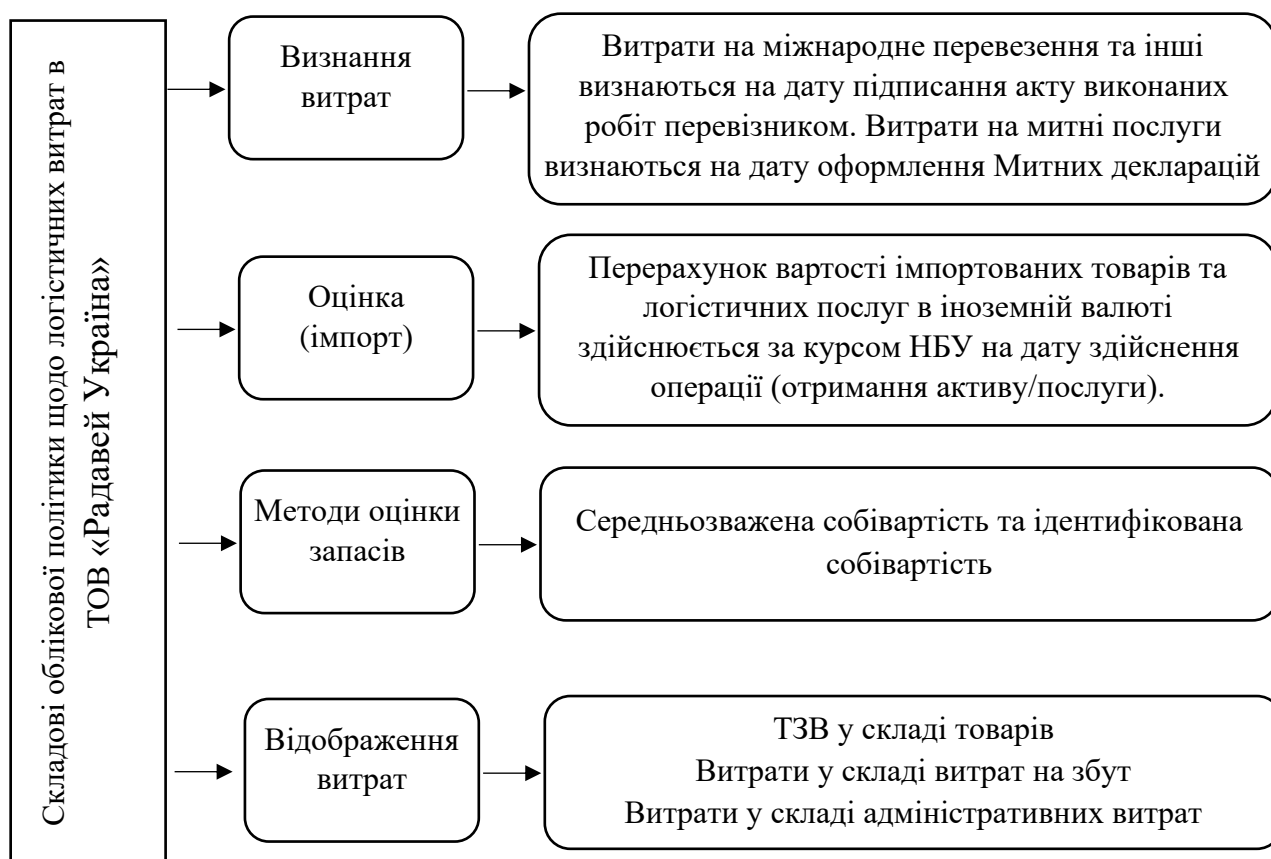 Складові облікової політики щодо логістичних витрат в
ТОВ «Радавей Україна»
Визнання
витрат
Витрати на міжнародне перевезення та інші
визнаються на дату підписання акту виконаних
робіт перевізником. Витрати на митні послуги
визнаються на дату оформлення Митних декларацій
Оцінка
(імпорт)
Перерахунок вартості імпортованих товарів та
логістичних послуг в іноземній валюті
здійснюється за курсом НБУ на дату здійснення
операції (отримання активу/послуги).
Методи оцінки
запасів
Середньозважена собівартість та ідентифікована
собівартість
Відображення
витрат
ТЗВ у складі товарів
Витрати у складі витрат на збут
Витрати у складі адміністративних витрат